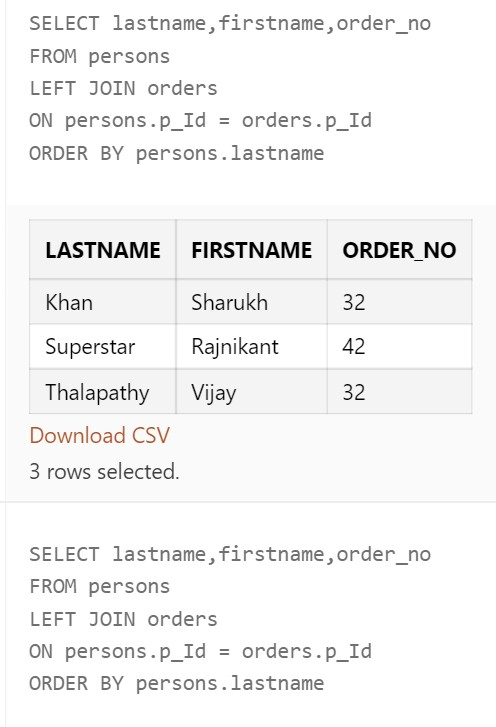 SELECT lastname,firstname,order_no
FROM persons
LEFT JOIN orders
ON persons.p_Id = orders.p_Id
ORDER BY persons.lastname
LASTNAME FIRSTNAME ORDER_NO
Khan Sharukh 32
Superstar Rajnikant 42
Thalapathy Vijay 32
Download CSV
3 rows selected.
SELECT lastname,firstname,order_no
FROM persons
LEFT JOIN orders
ON persons.p_Id = orders.p_Id
ORDER BY persons.lastname